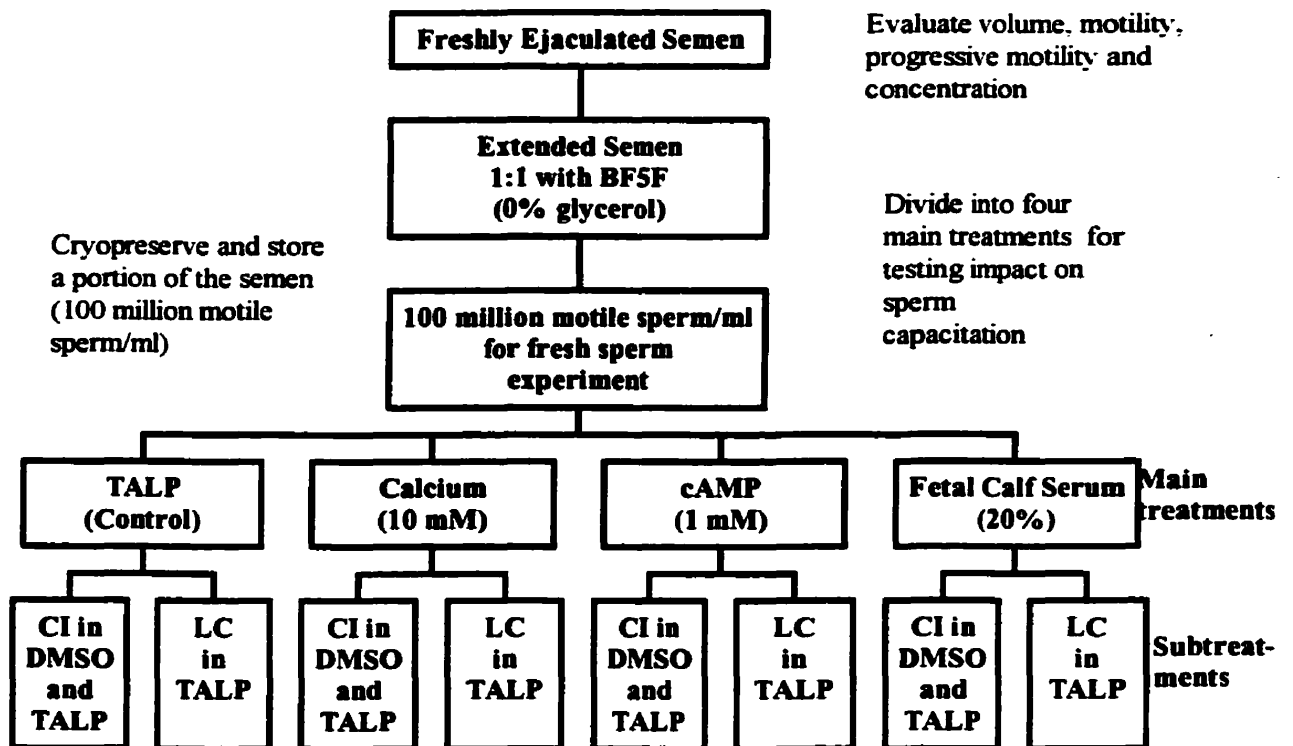 Freshly Ejaculated Semen
Evaluate volume, motility,
progressive motility and
concentration
Extended Semen
1:1 with BF5F
(0% glycerol)
Divide into four
main treatments for
testing impact on
sperm
capacitation
Cryopreserve and store
a portion of the semen
(100 million motile
sperm/ml)
100 million motile sperm/ml
for fresh sperm
experiment
TALP
(Control)
Calcium
(10 mM)
cAMP
(1 mM)
Fetal Calf Serum
(20%)
Main
treatments
CI in
DMSO
and
TALP
LC
in
TALP
CI in
DMSO
and
TALP
LC
in
TALP
CI in
DMSO
and
TALP
LC
in
TALP
CI in
DMSO
and
TALP
LC
in
TALP
Subtreat-
ments